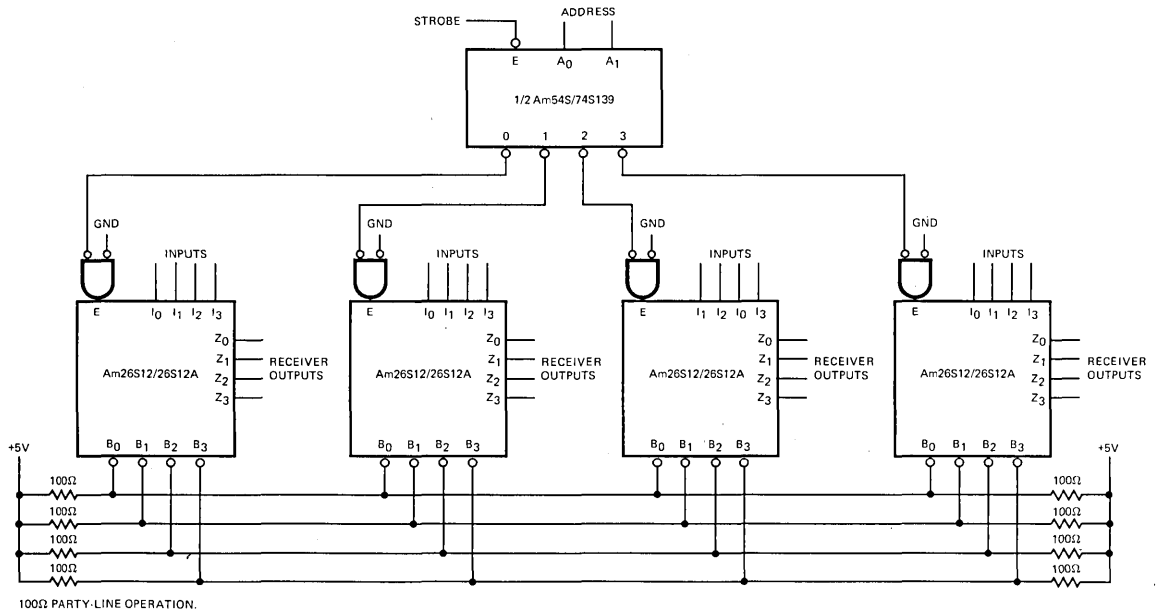 STROBE
ADDRESS
E A0 A1
1/2 Am54S/74S139
0 1 2 3
GND GND GND GND
INPUTS INPUTS INPUTS INPUTS
E I0 I1 I2 I3 E I0 I1 I2 I3 E I1 I2 I0 I3 E I0 I1 I2 I3
Z0 Z0 Z0 Z0
Z1 RECEIVER Z1 RECEIVER Z1 RECEIVER Z1 RECEIVER
Am26S12/26S12A Am26S12/26S12A Am26S12/26S12A Am26S12/26S12A
Z2 OUTPUTS Z2 OUTPUTS Z2 OUTPUTS Z2 OUTPUTS
Z3 Z3 Z3 Z3
+5V B0 B1 B2 B3 B0 B1 B2 B3 B0 B1 B2 B3 B0 B1 B2 B3 +5V
100Ω 100Ω
100Ω 100Ω
100Ω 100Ω
100Ω 100Ω
100Ω PARTY-LINE OPERATION.